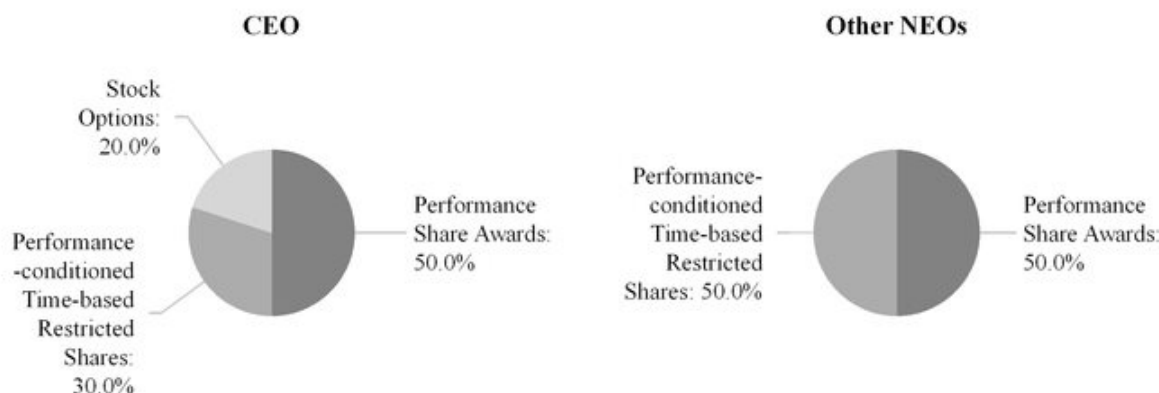 CEO
Stock
Options:
20.0%
Performance
Share Awards:
50.0%
Performance
-conditioned
Time-based
Restricted
Shares:
30.0%
Other NEOs
Performance-
conditioned
Time-based
Restricted
Shares: 50.0%
Performance
Share Awards:
50.0%